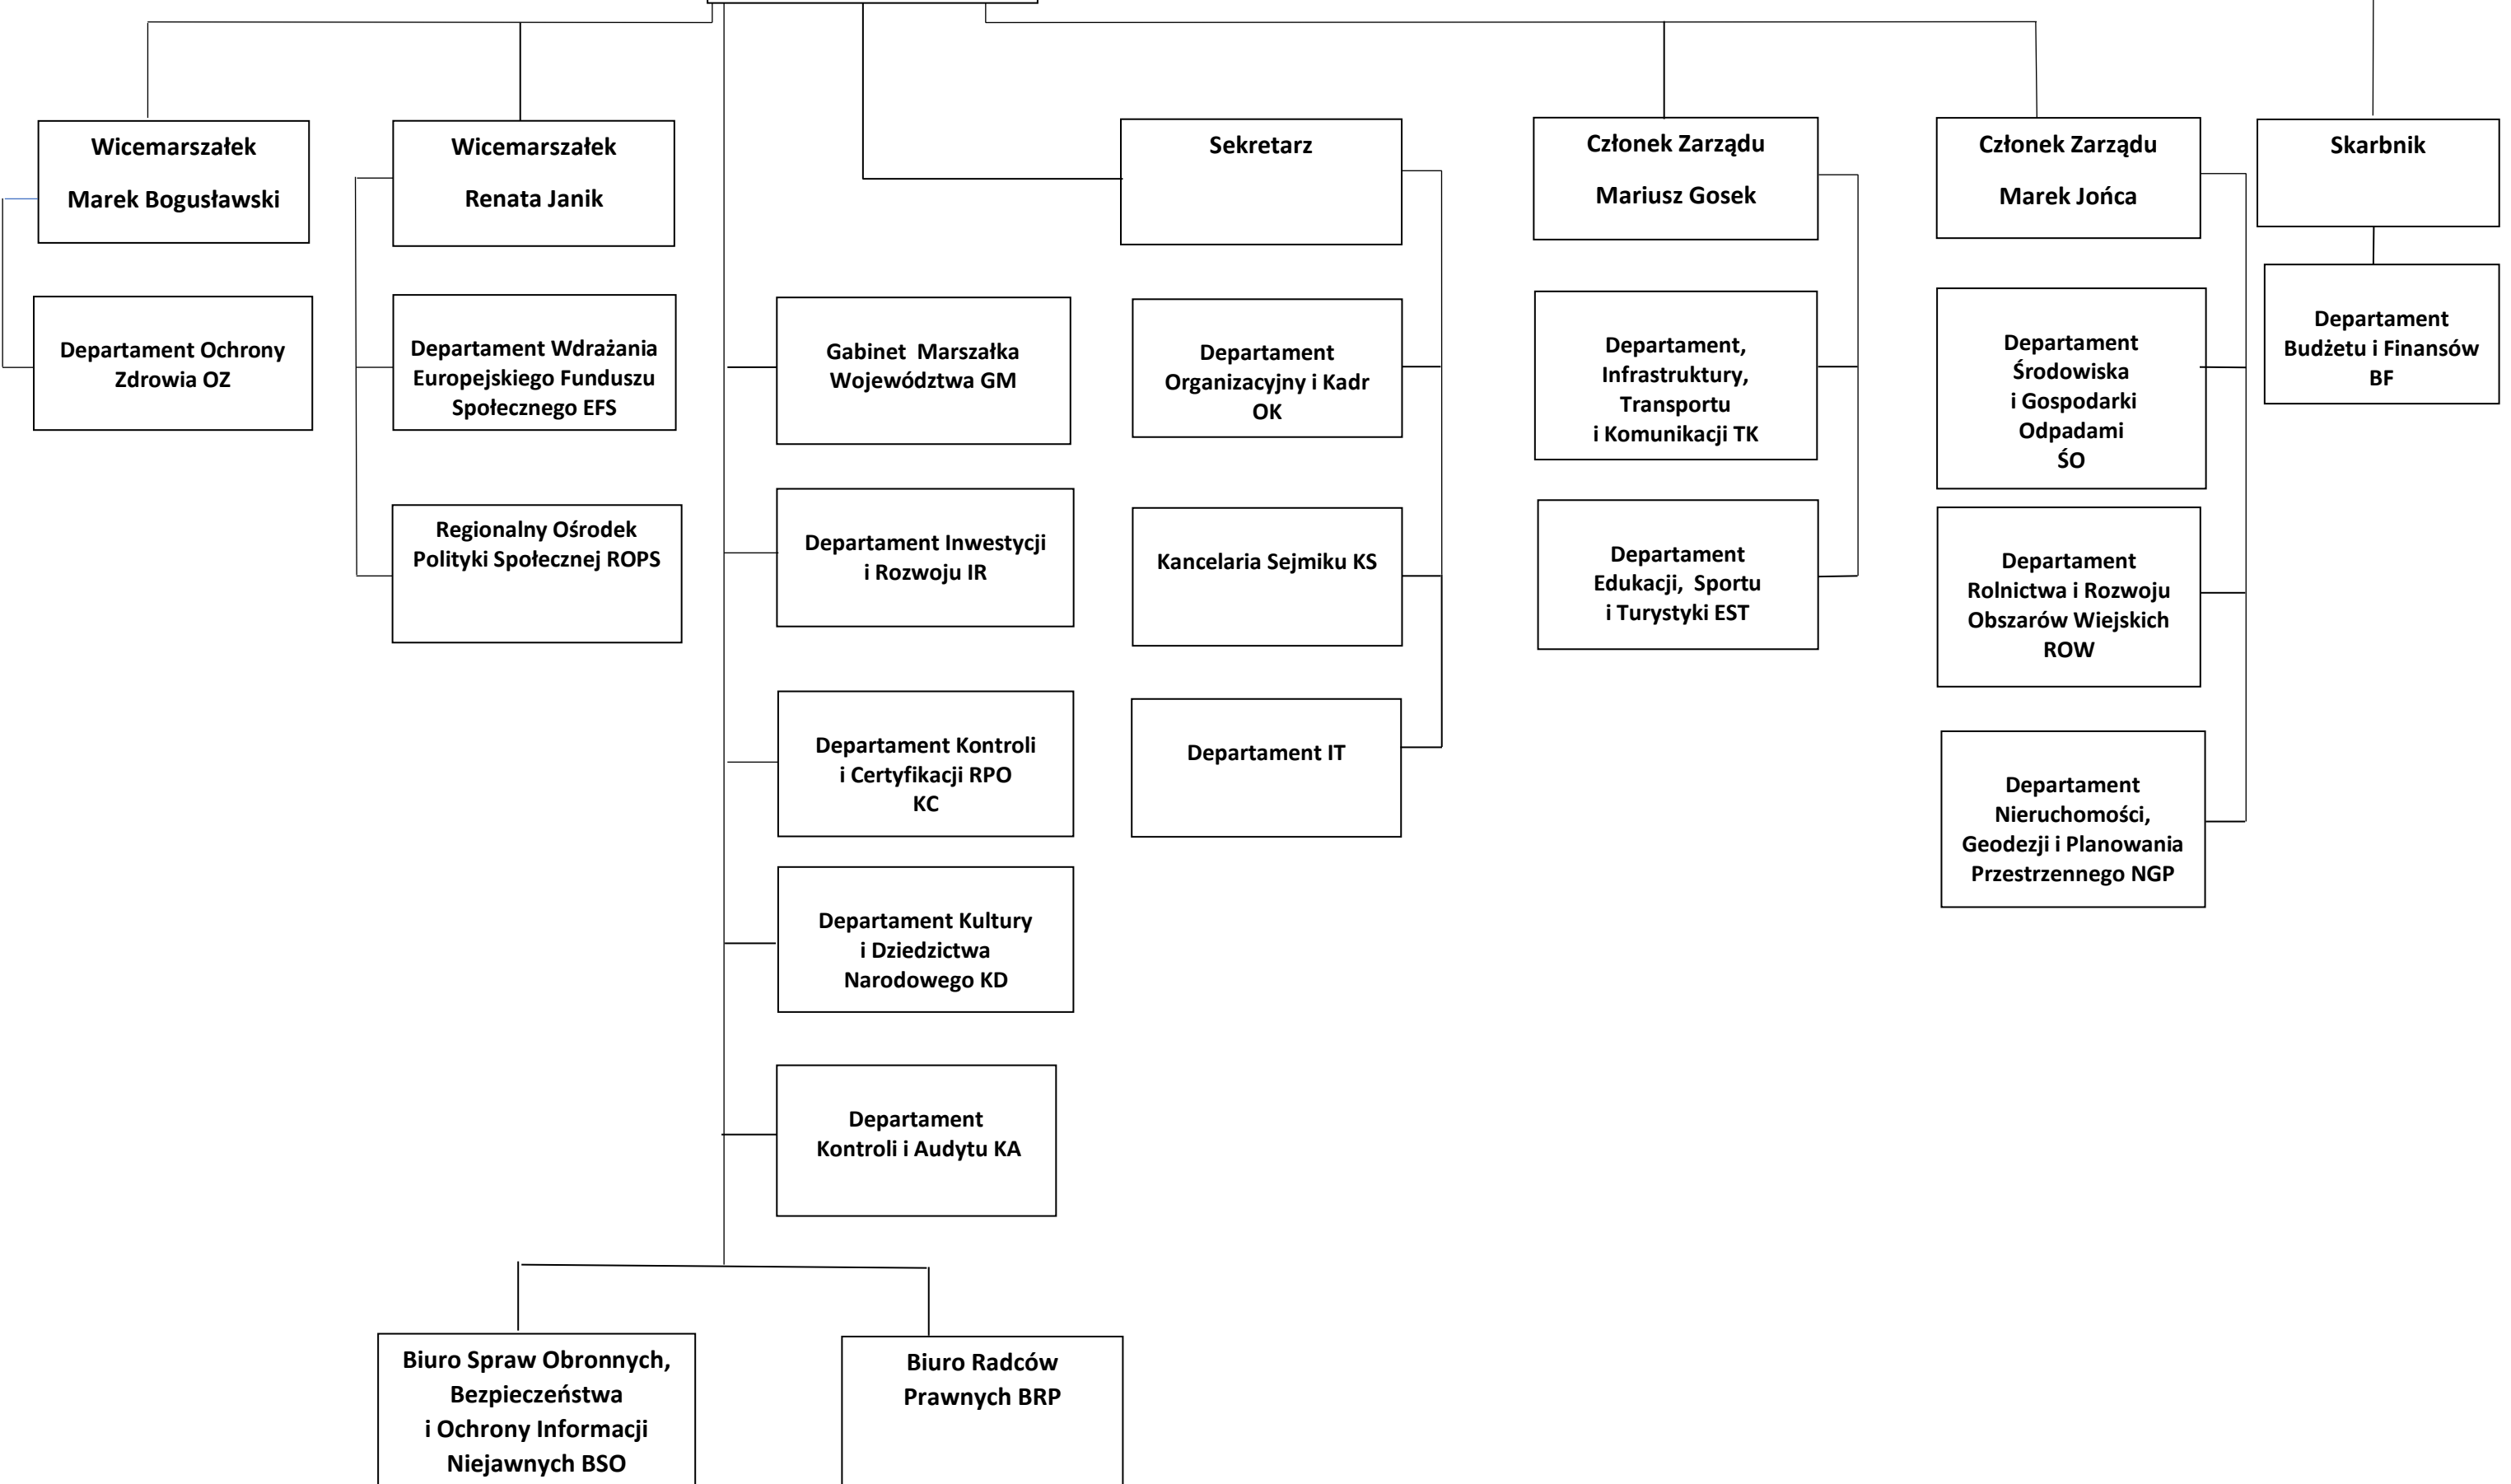 Wicemarszałek
Marek Bogusławski
Wicemarszałek
Renata Janik
Sekretarz
Członek Zarządu
Mariusz Gosek
Członek Zarządu
Marek Jońca
Skarbnik
Departament Ochrony
Zdrowia OZ
Departament Wdrażania
Europejskiego Funduszu
Społecznego EFS
Gabinet  Marszałka
Województwa GM
Departament
Organizacyjny i Kadr
OK
Departament,
Infrastruktury,
Transportu
i Komunikacji TK
Departament
Środowiska
i Gospodarki
Odpadami
ŚO
Departament
Budżetu i Finansów
BF
Regionalny Ośrodek
Polityki Społecznej ROPS
Departament Inwestycji
i Rozwoju IR
Kancelaria Sejmiku KS
Departament
Edukacji,  Sportu
i Turystyki EST
Departament
Rolnictwa i Rozwoju
Obszarów Wiejskich
ROW
Departament Kontroli
i Certyfikacji RPO
KC
Departament IT
Departament
Nieruchomości,
Geodezji i Planowania
Przestrzennego NGP
Departament Kultury
i Dziedzictwa
Narodowego KD
Departament
Kontroli i Audytu KA
Biuro Spraw Obronnych,
Bezpieczeństwa
i Ochrony Informacji
Niejawnych BSO
Biuro Radców
Prawnych BRP